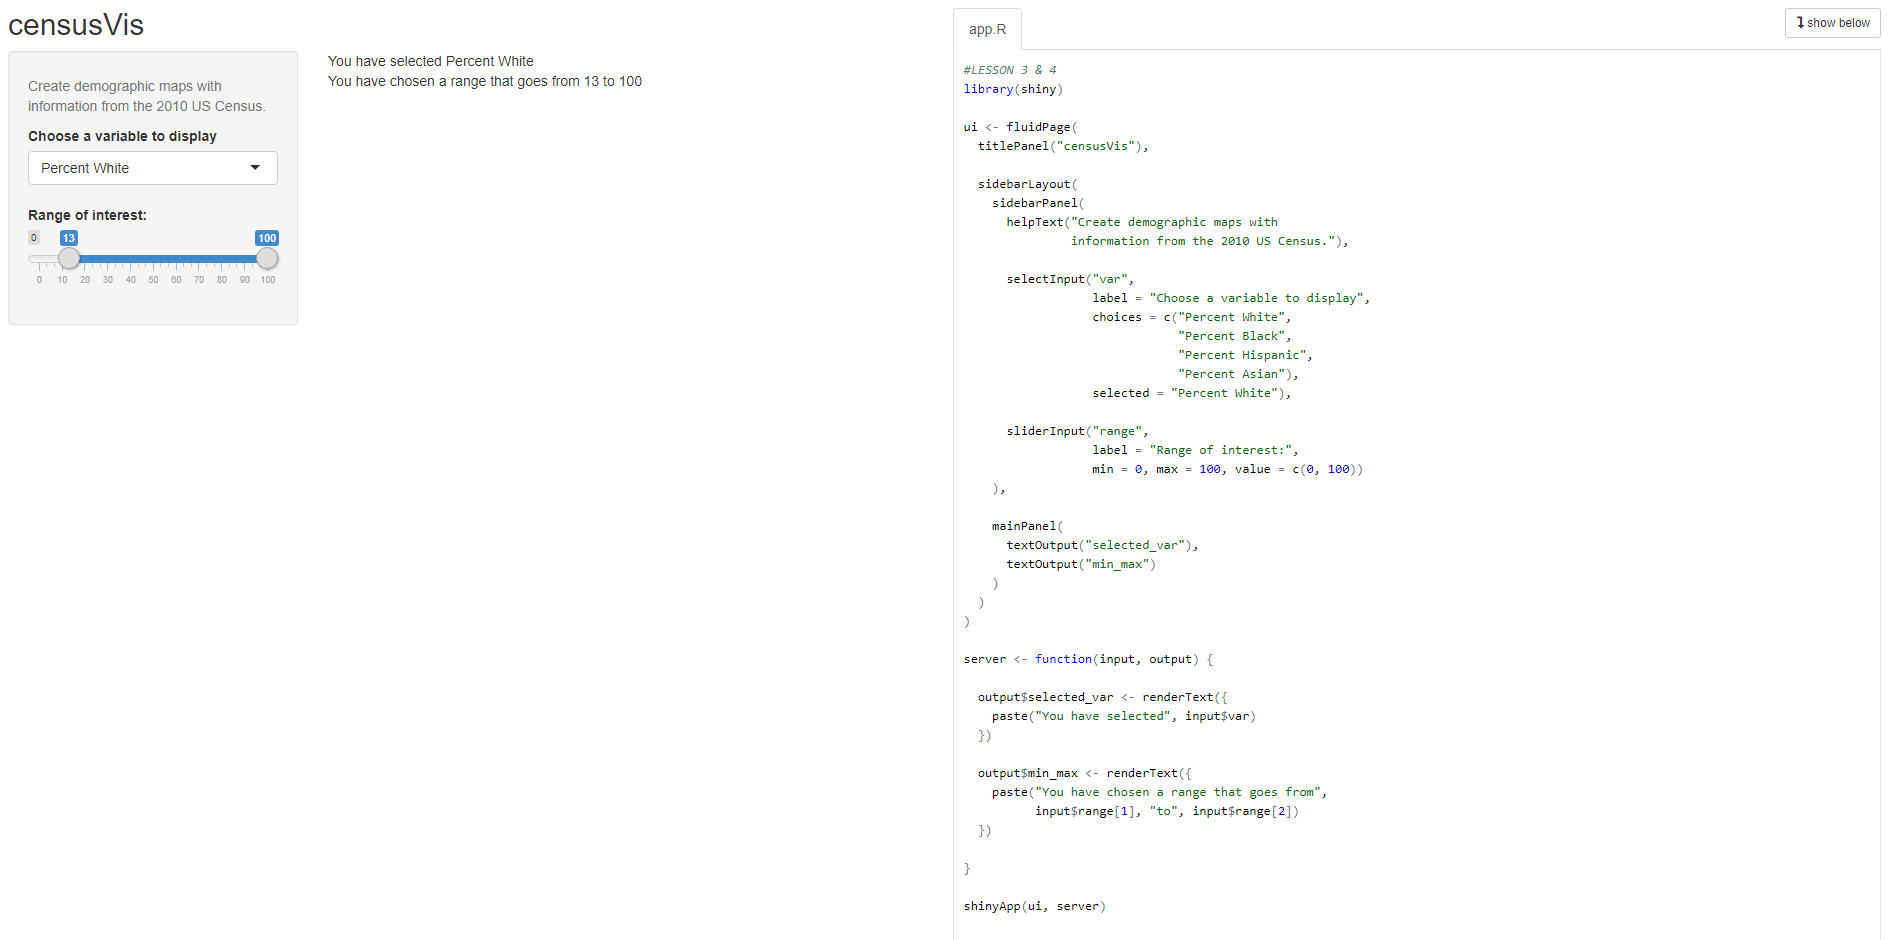 censusVis
Create demographic maps with
information from the 2010 US Census.
Choose a variable to display
Percent White
Range of interest:
0 13 100
0 10 20 30 40 50 60 70 80 90 100
You have selected Percent White
You have chosen a range that goes from 13 to 100
app.R
show below
#LESSON 3 & 4
library(shiny)
ui <- fluidPage(
  titlePanel("censusVis"),
  sidebarLayout(
    sidebarPanel(
      helpText("Create demographic maps with
               information from the 2010 US Census."),
      selectInput("var",
                  label = "Choose a variable to display",
                  choices = c("Percent White",
                              "Percent Black",
                              "Percent Hispanic",
                              "Percent Asian"),
                  selected = "Percent White"),
      sliderInput("range",
                  label = "Range of interest:",
                  min = 0, max = 100, value = c(0, 100))
    ),
    mainPanel(
      textOutput("selected_var"),
      textOutput("min_max")
    )
  )
)
server <- function(input, output) {
  output$selected_var <- renderText({
    paste("You have selected", input$var)
  })
  output$min_max <- renderText({
    paste("You have chosen a range that goes from",
          input$range[1], "to", input$range[2])
  })
}
shinyApp(ui, server)